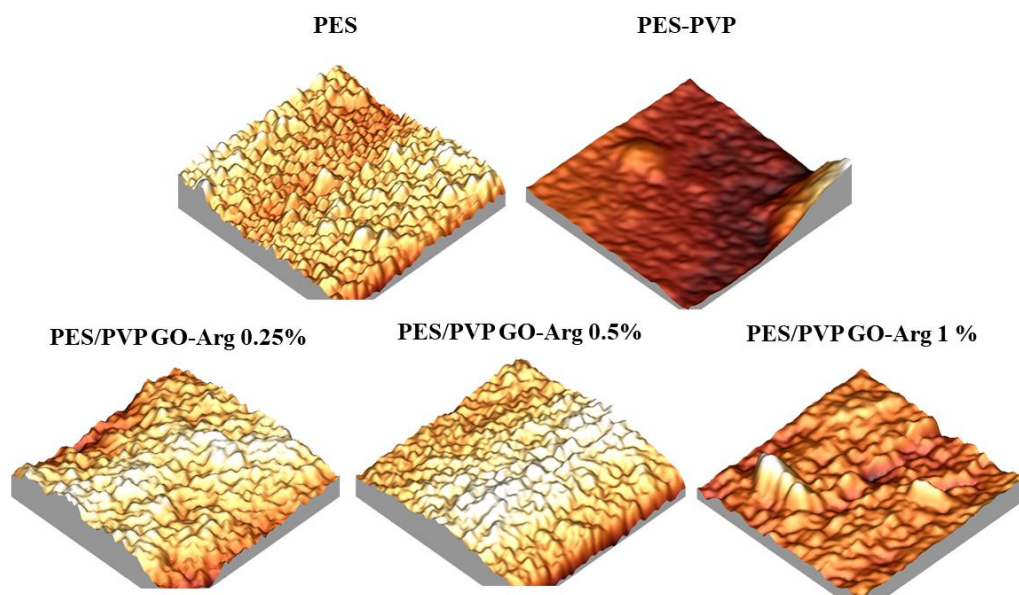 PES
PES-PVP
PES/PVP GO-Arg 0.25%
PES/PVP GO-Arg 0.5%
PES/PVP GO-Arg 1 %